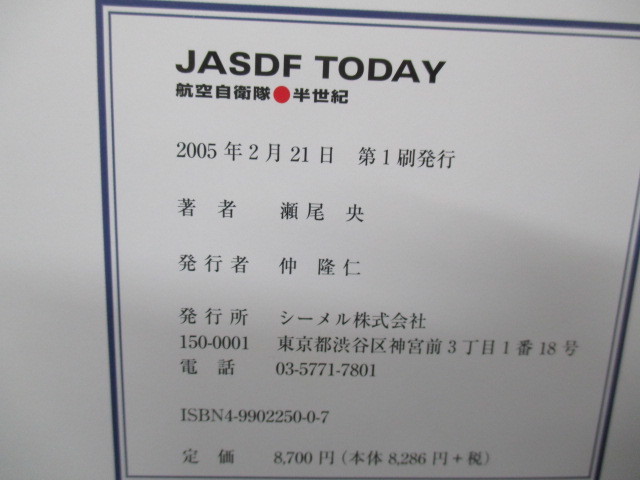 JASDF TODAY
航空自衛隊●半世紀
2005年2月21日 第1刷発行
著者 瀬尾央
発行者 仲隆仁
発行所 シーメル株式会社
150-0001 東京都渋谷区神宮前3丁目1番18号
電話 03-5771-7801
ISBN4-9902250-0-7
定価 8,700円(本体8,286円+税)